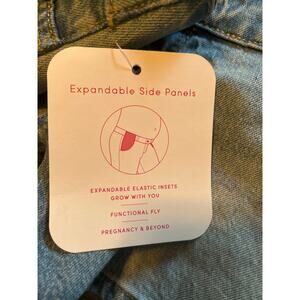 Expandable Side Panels
EXPANDABLE ELASTIC INSETS
GROW WITH YOU
FUNCTIONAL FLY
PREGNANCY & BEYOND